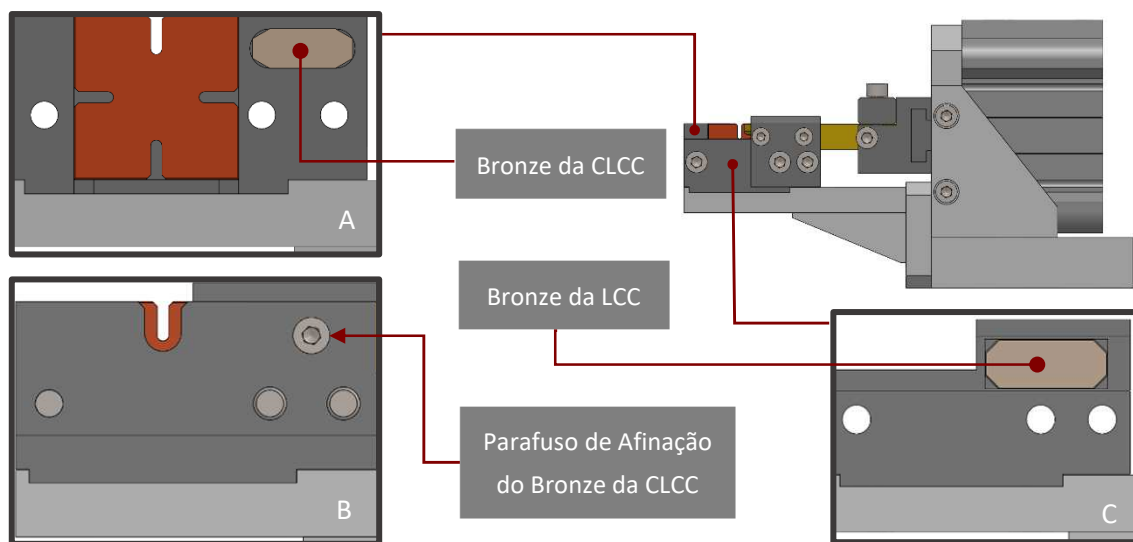 A
Bronze da CLCC
Bronze da LCC
B
Parafuso de Afinação
do Bronze da CLCC
C